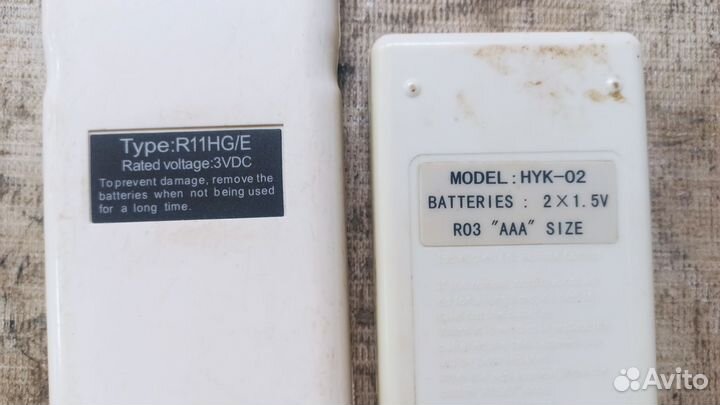 Type:R11HG/E
Rated voltage:3VDC
To prevent damage, remove the
batteries when not being used
for a long time.
MODEL: HYK-02
BATTERIES : 2×1.5V
R03 "AAA" SIZE
Avito